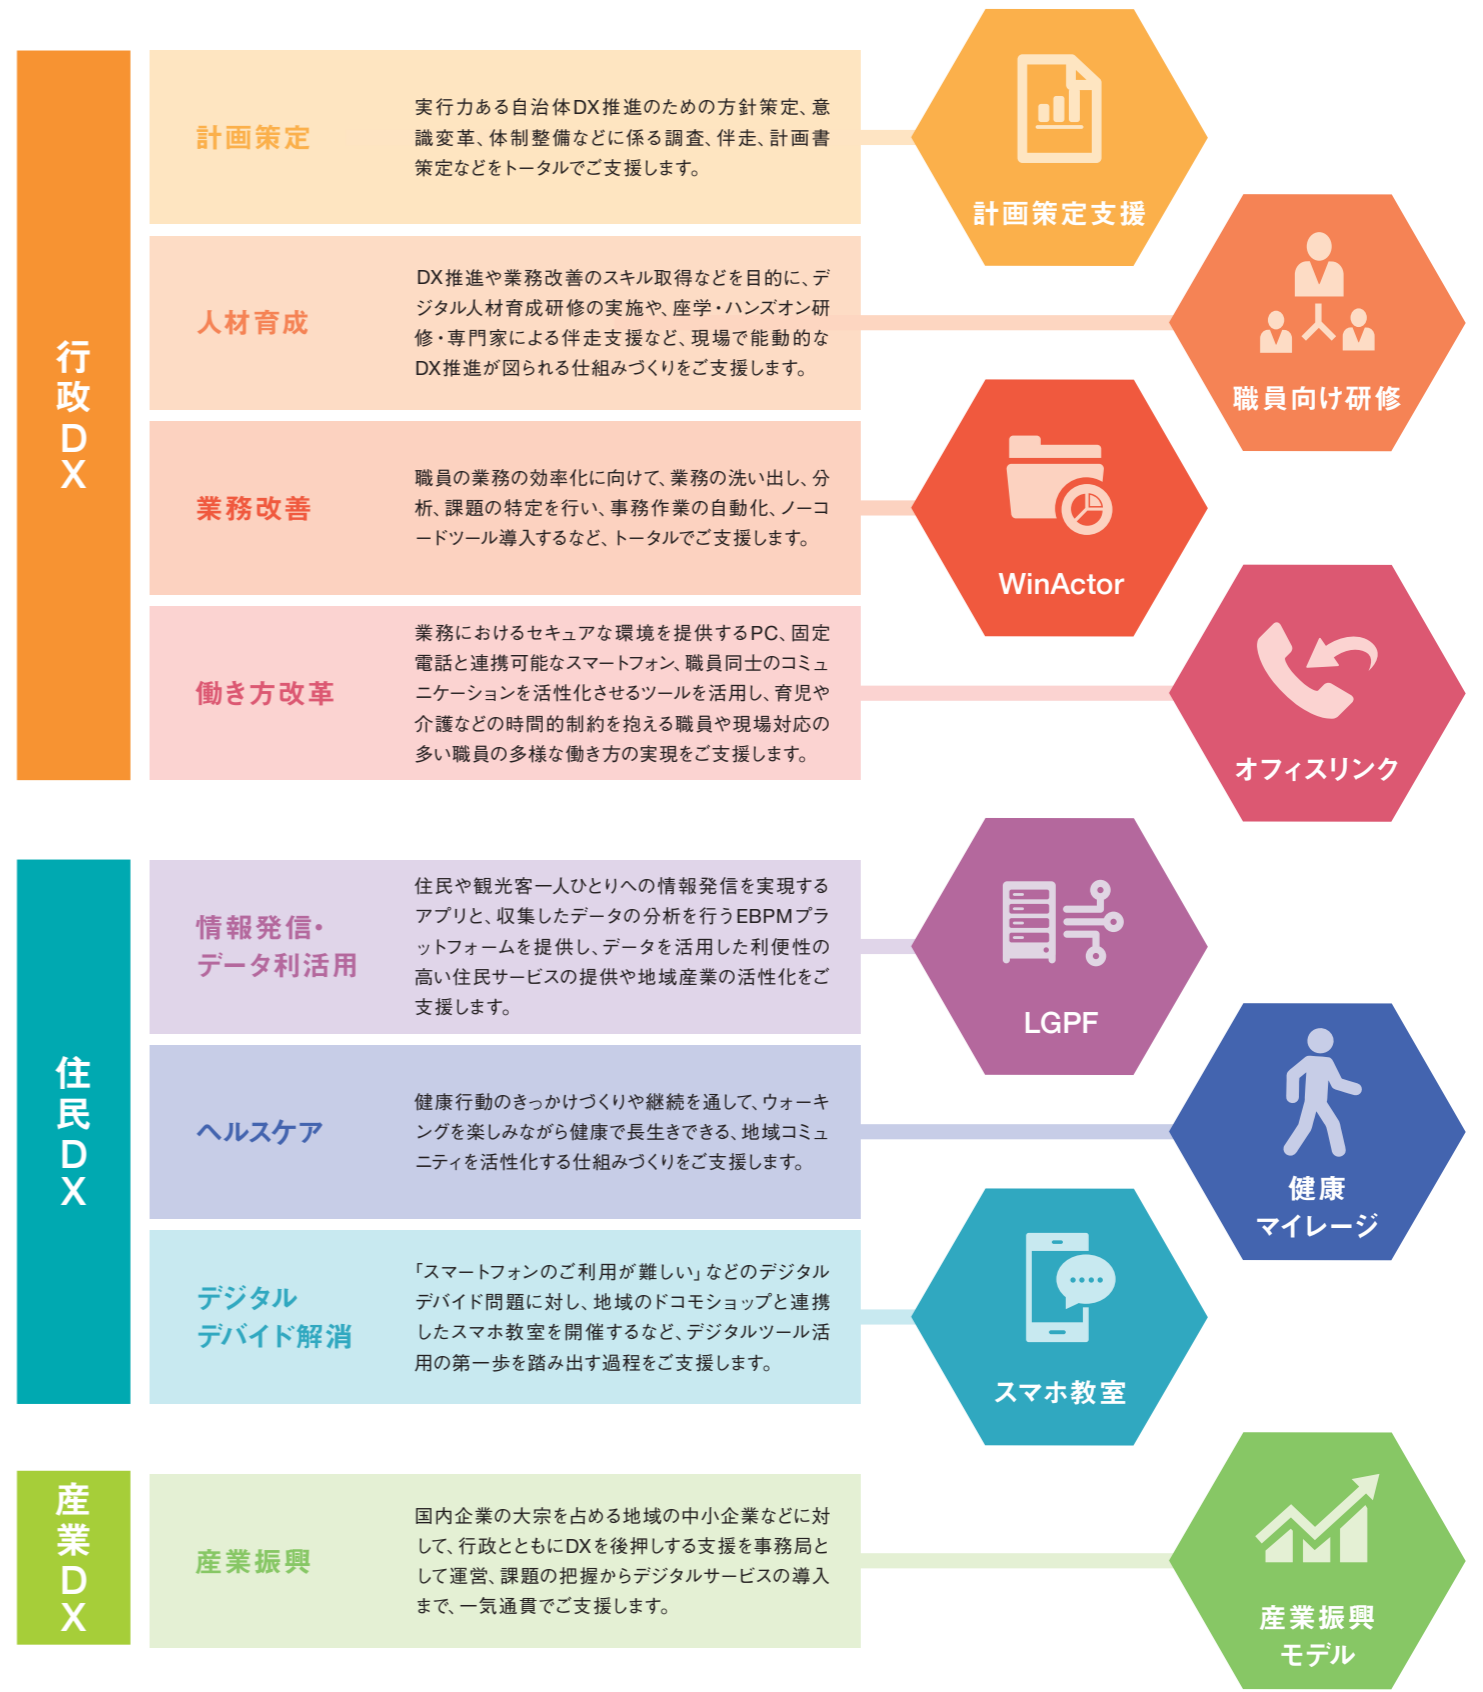 行政DX
計画策定
実行力ある自治体DX推進のための方針策定、意
識変革、体制整備などに係る調査、伴走、計画書
策定などをトータルでご支援します。
計画策定支援
人材育成
DX推進や業務改善のスキル取得などを目的に、デ
ジタル人材育成研修の実施や、座学・ハンズオン研
修・専門家による伴走支援など、現場で能動的な
DX推進が図られる仕組みづくりをご支援します。
職員向け研修
業務改善
職員の業務の効率化に向けて、業務の洗い出し、分
析、課題の特定を行い、事務作業の自動化、ノーコ
ードツール導入するなど、トータルでご支援します。
WinActor
働き方改革
業務におけるセキュアな環境を提供するPC、固定
電話と連携可能なスマートフォン、職員同士のコミュ
ニケーションを活性化させるツールを活用し、育児や
介護などの時間的制約を抱える職員や現場対応の
多い職員の多様な働き方の実現をご支援します。
オフィスリンク
住民DX
情報発信・
データ利活用
住民や観光客一人ひとりへの情報発信を実現する
アプリと、収集したデータの分析を行うEBPMプラ
ットフォームを提供し、データを活用した利便性の
高い住民サービスの提供や地域産業の活性化をご
支援します。
LGPF
ヘルスケア
健康行動のきっかけづくりや継続を通して、ウォーキ
ングを楽しみながら健康で長生きできる、地域コミュ
ニティを活性化する仕組みづくりをご支援します。
健康
マイレージ
デジタル
デバイド解消
「スマートフォンのご利用が難しい」などのデジタル
デバイド問題に対し、地域のドコモショップと連携
したスマホ教室を開催するなど、デジタルツール活
用の第一歩を踏み出す過程をご支援します。
スマホ教室
産業DX
産業振興
国内企業の大宗を占める地域の中小企業などに対
して、行政とともにDXを後押しする支援を事務局と
して運営、課題の把握からデジタルサービスの導入
まで、一気通貫でご支援します。
産業振興
モデル